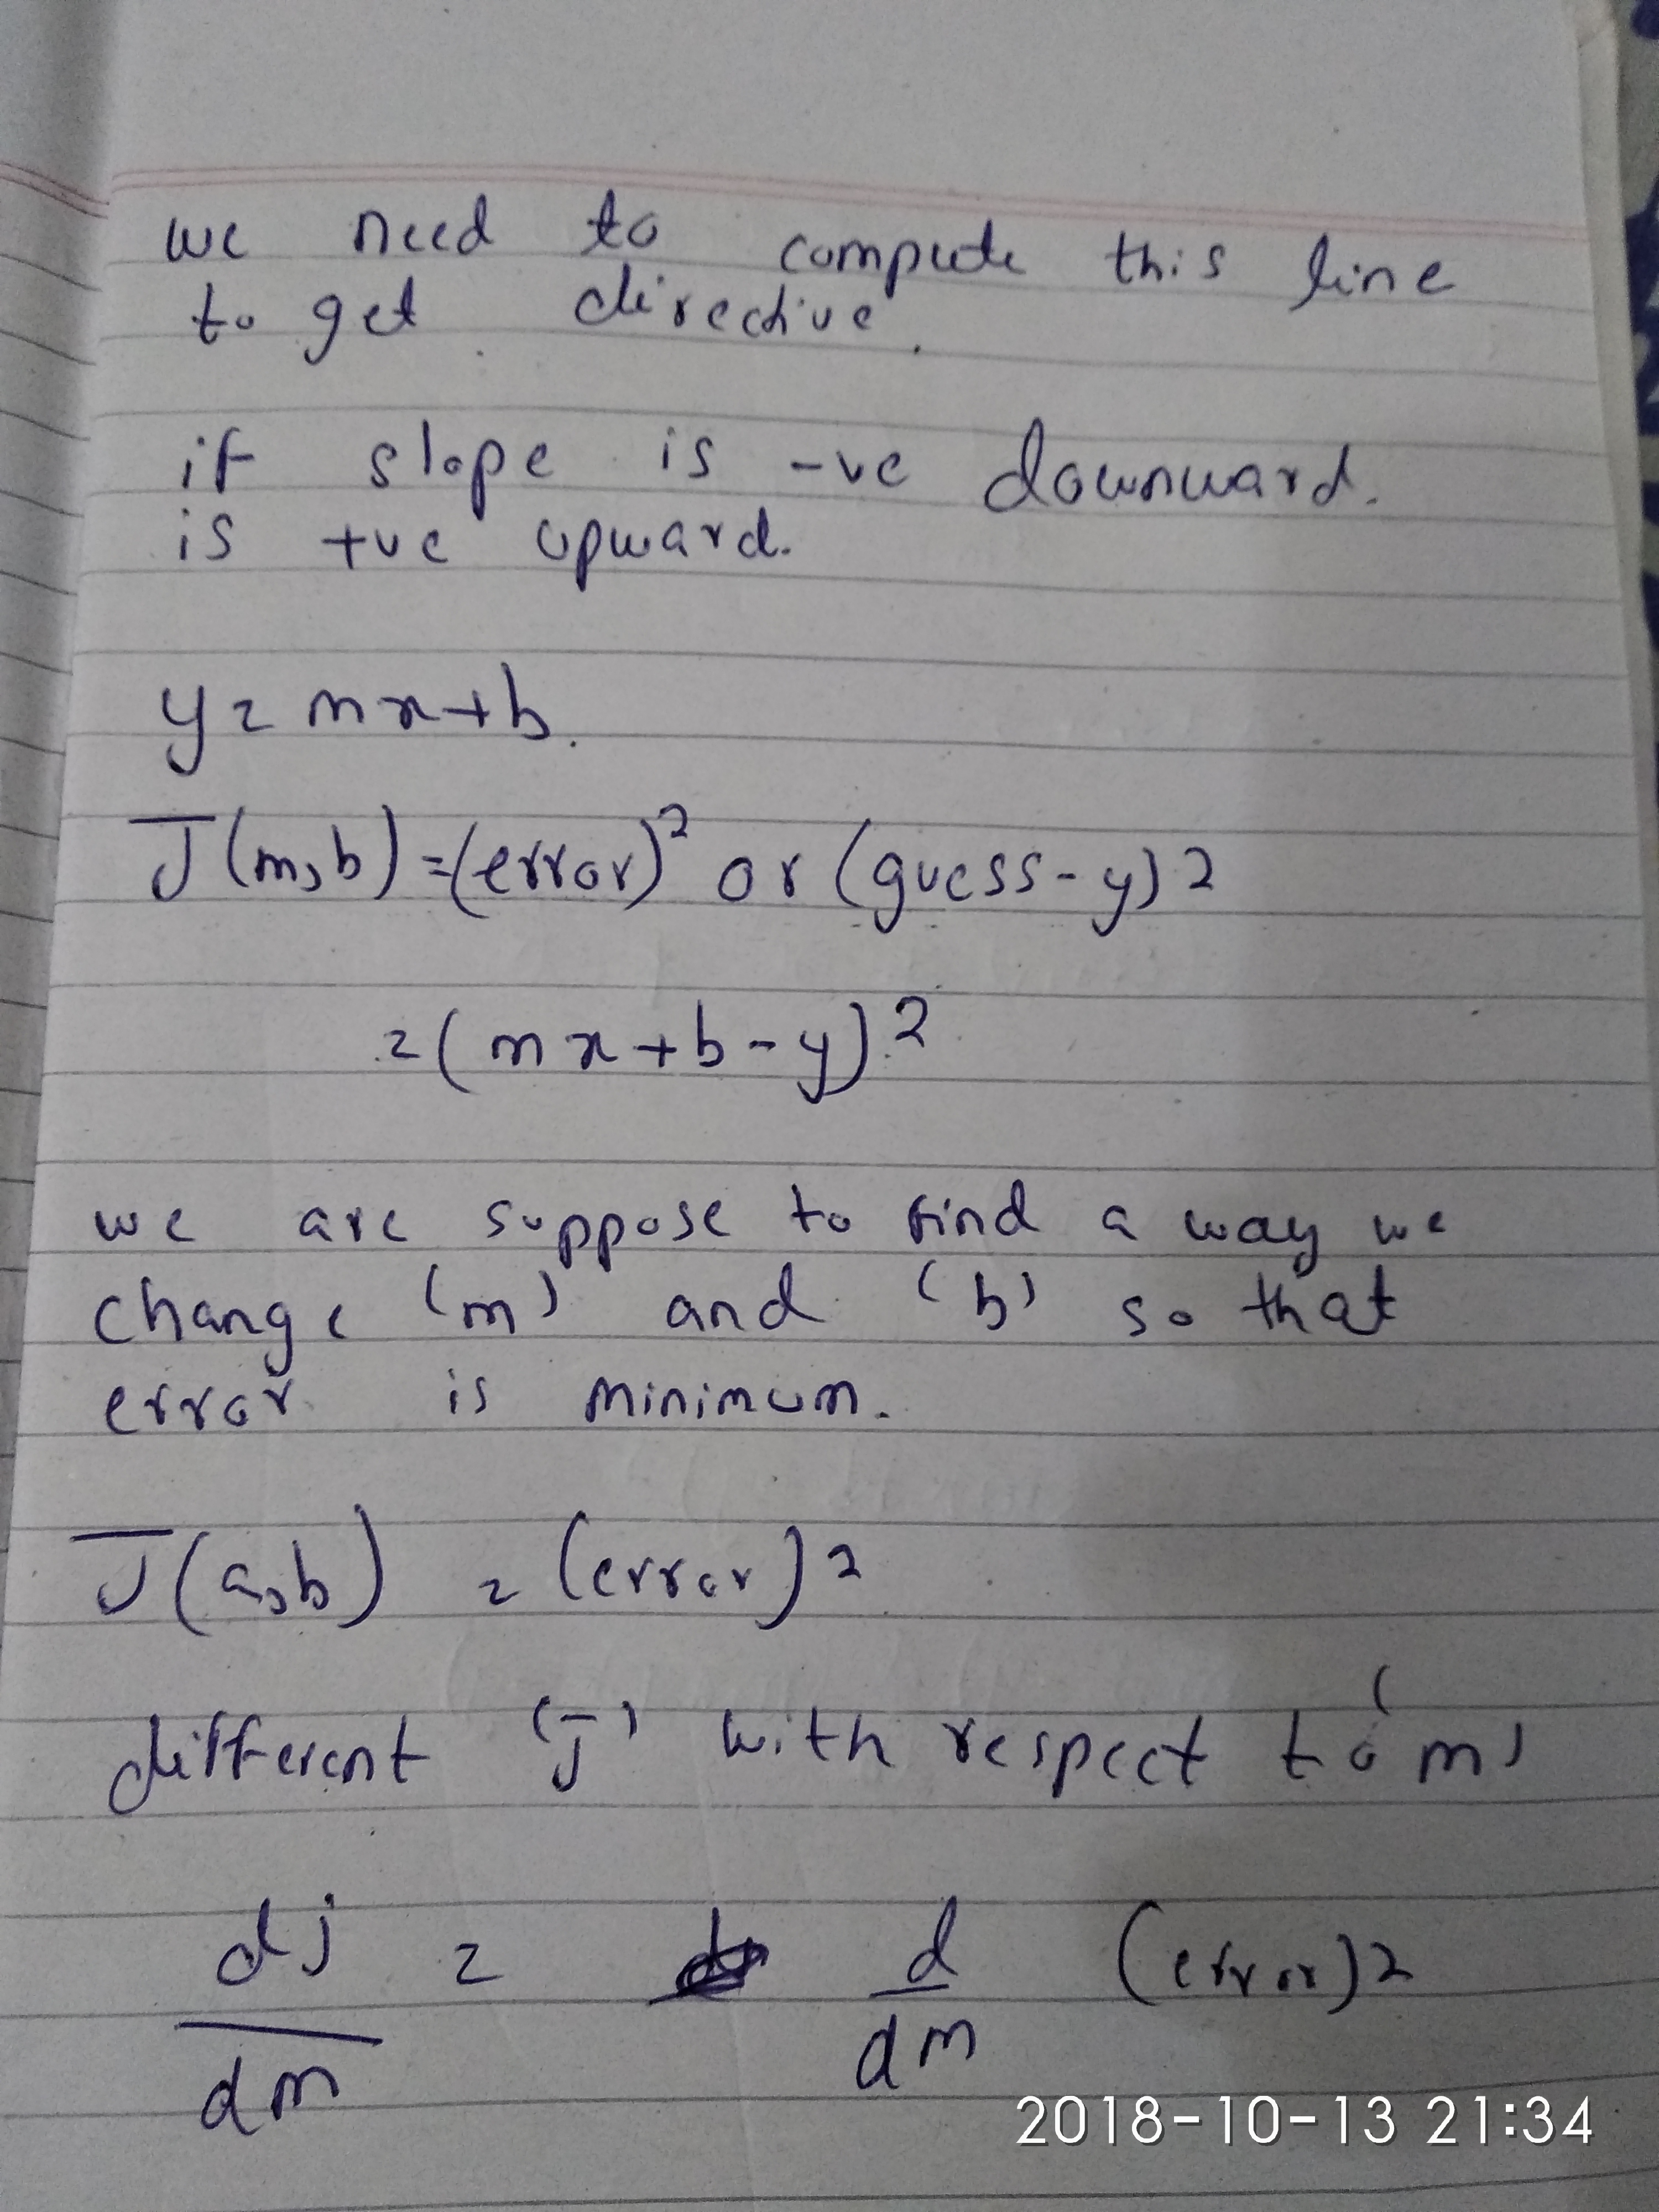 we need to compute this line
to get directive.
if slope is -ve downward.
is +ve upward.
y = mx+b.
J(m,b) = (error)² or (guess-y)2
= (mx+b-y)²
we are suppose to find a way we
change (m) and (b) so that
error is minimum.
J(a,b) = (error)2
different (J) with respect to (m)
dj = d (error)2
dm dm
2018-10-13 21:34